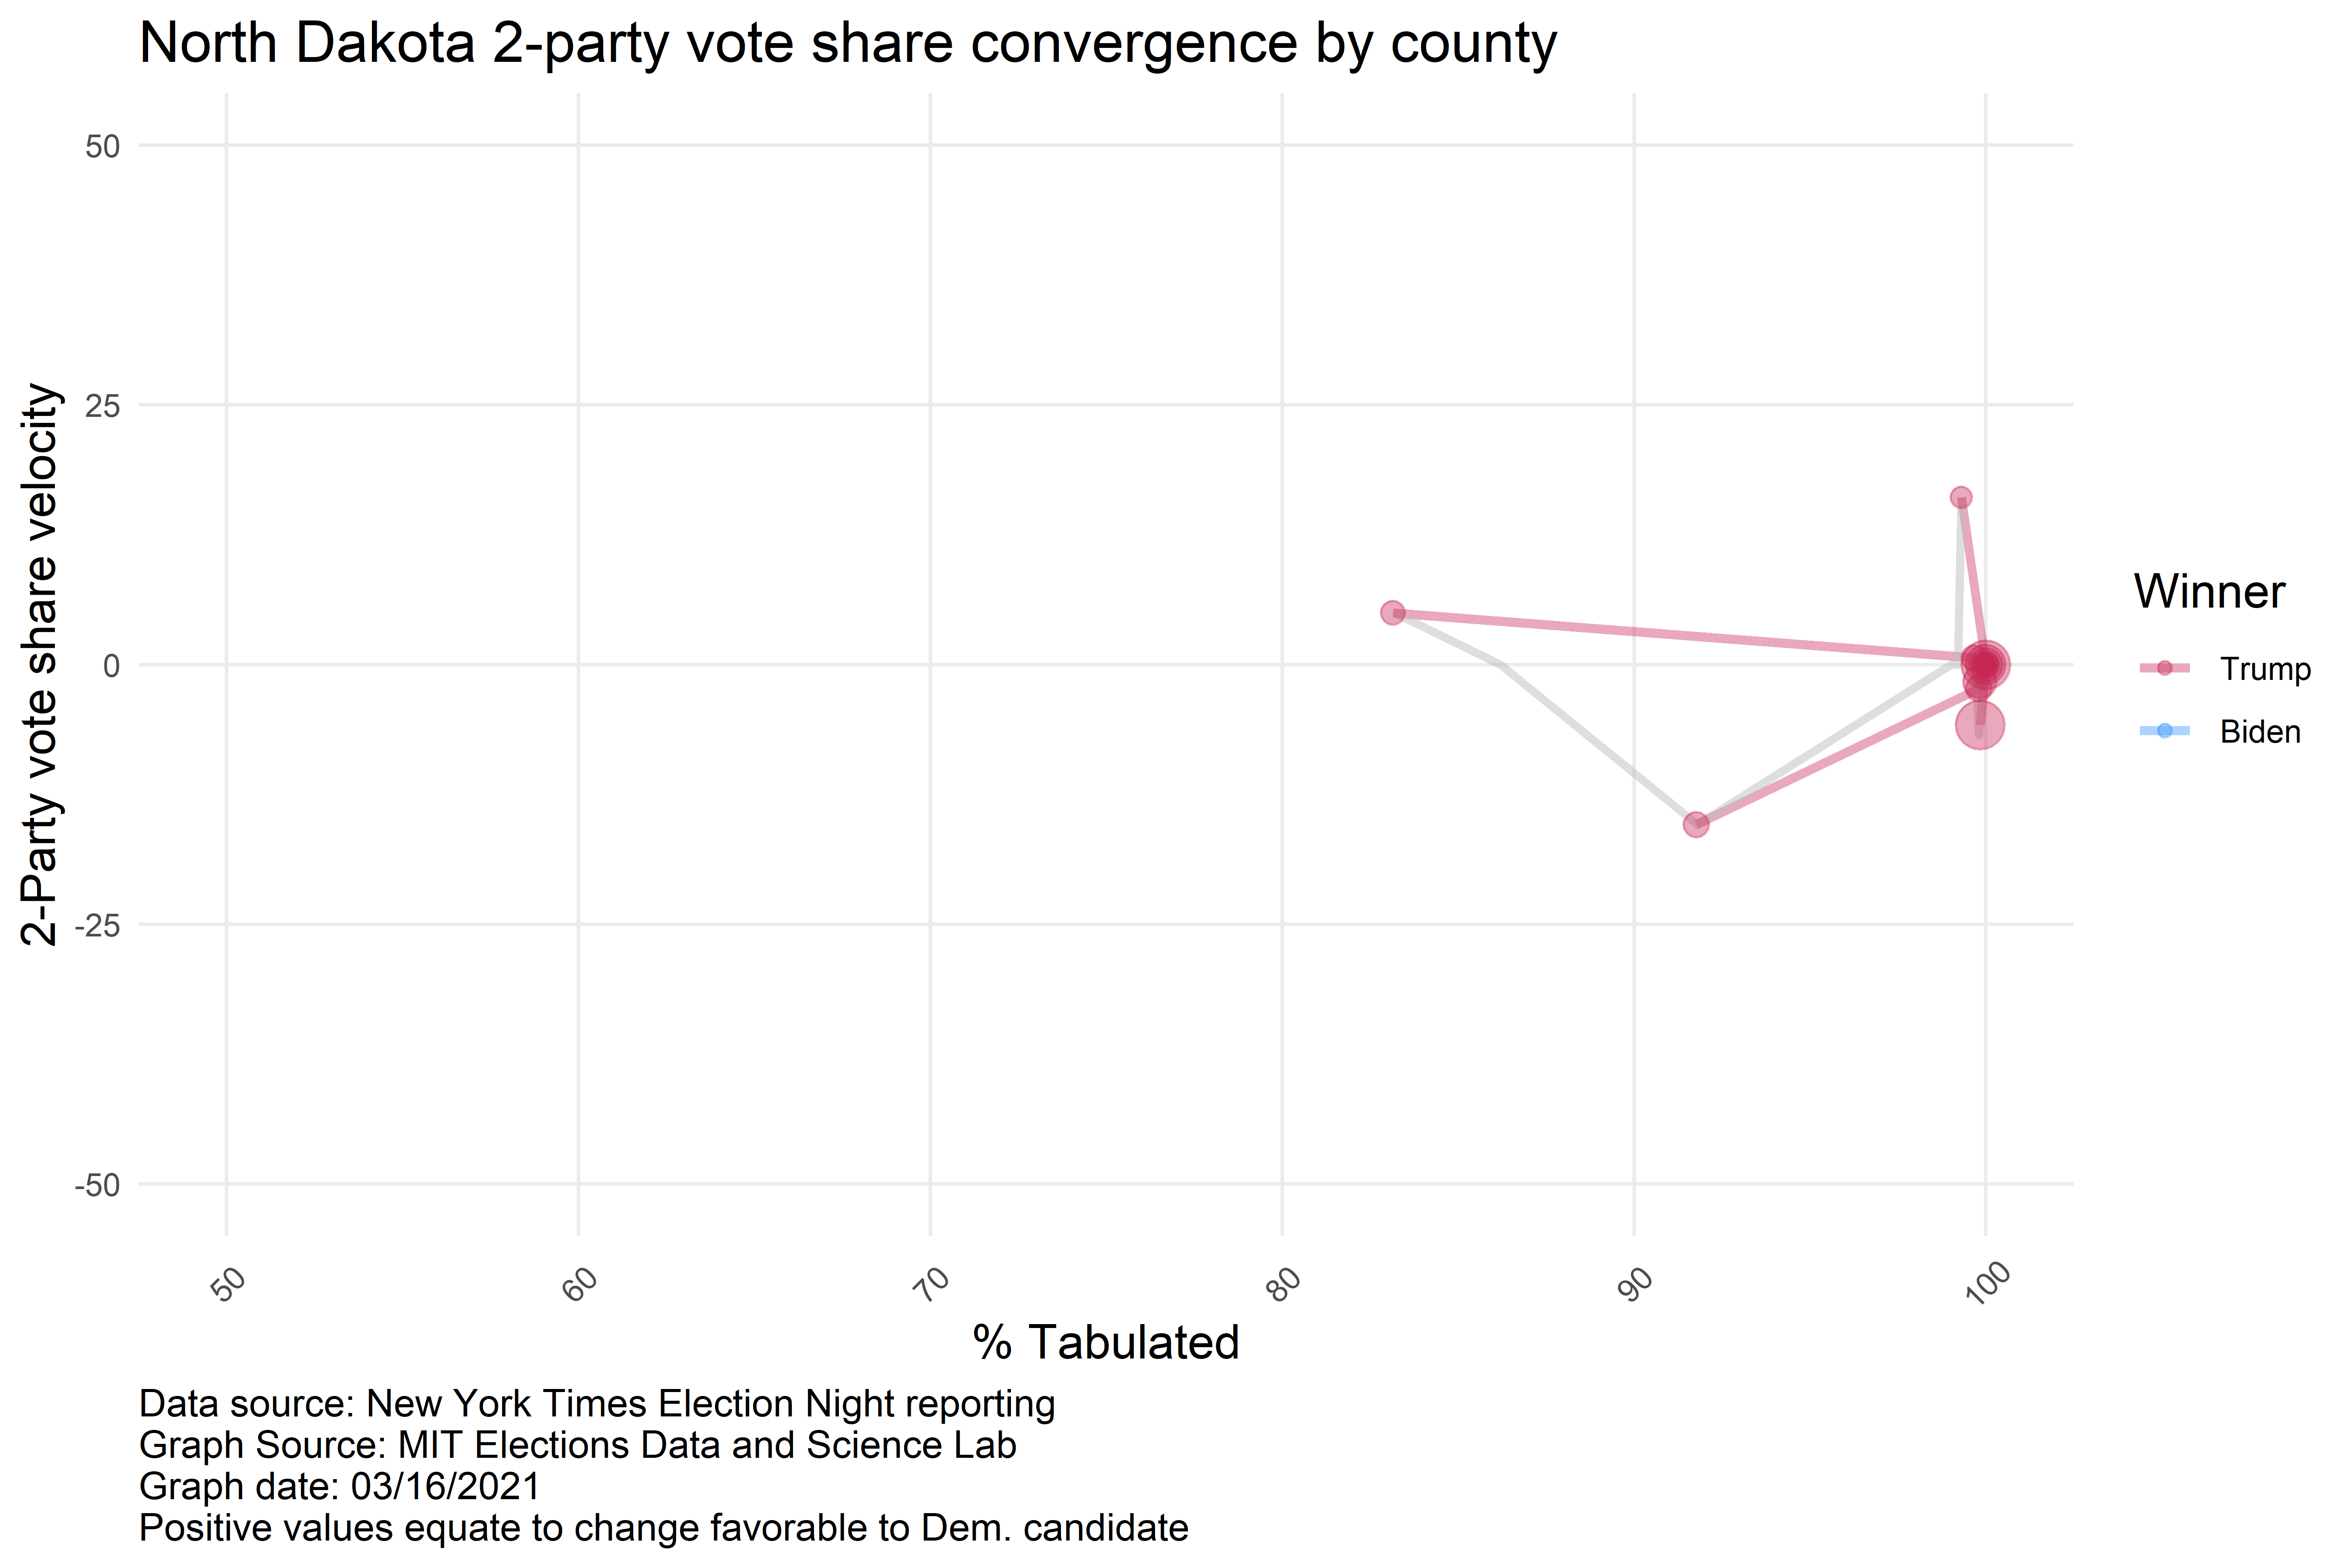 North Dakota 2-party vote share convergence by county
2-Party vote share velocity
50
25
0
-25
-50
50
60
70
80
90
100
% Tabulated
Winner
Trump
Biden
Data source: New York Times Election Night reporting
Graph Source: MIT Elections Data and Science Lab
Graph date: 03/16/2021
Positive values equate to change favorable to Dem. candidate